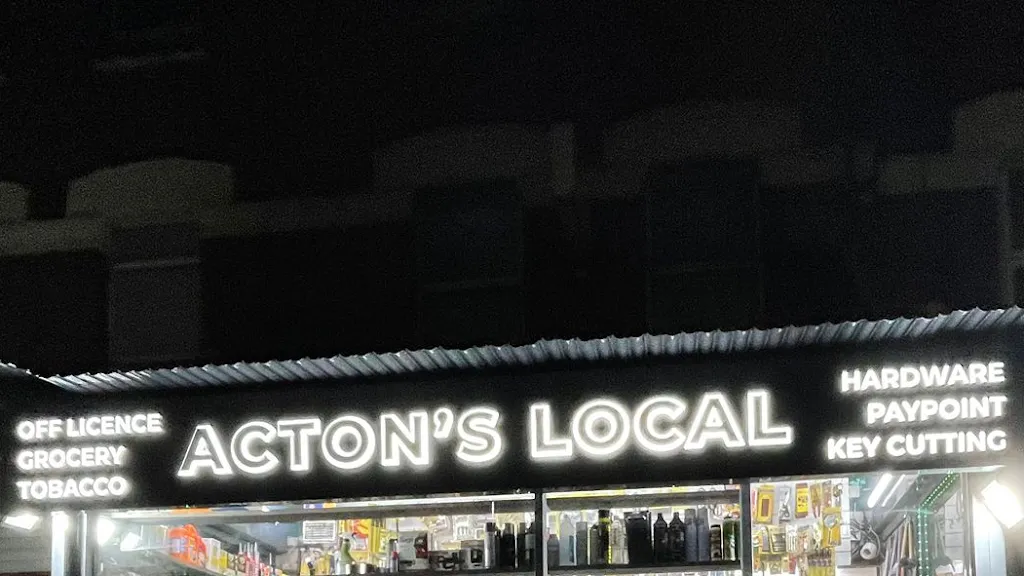 OFF LICENCE
GROCERY
TOBACCO
ACTON'S LOCAL
HARDWARE
PAYPOINT
KEY CUTTING